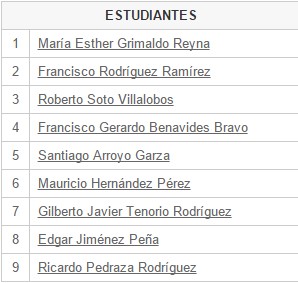 ESTUDIANTES
1 María Esther Grimaldo Reyna
2 Francisco Rodríguez Ramírez
3 Roberto Soto Villalobos
4 Francisco Gerardo Benavides Bravo
5 Santiago Arroyo Garza
6 Mauricio Hernández Pérez
7 Gilberto Javier Tenorio Rodríguez
8 Edgar Jiménez Peña
9 Ricardo Pedraza Rodríguez